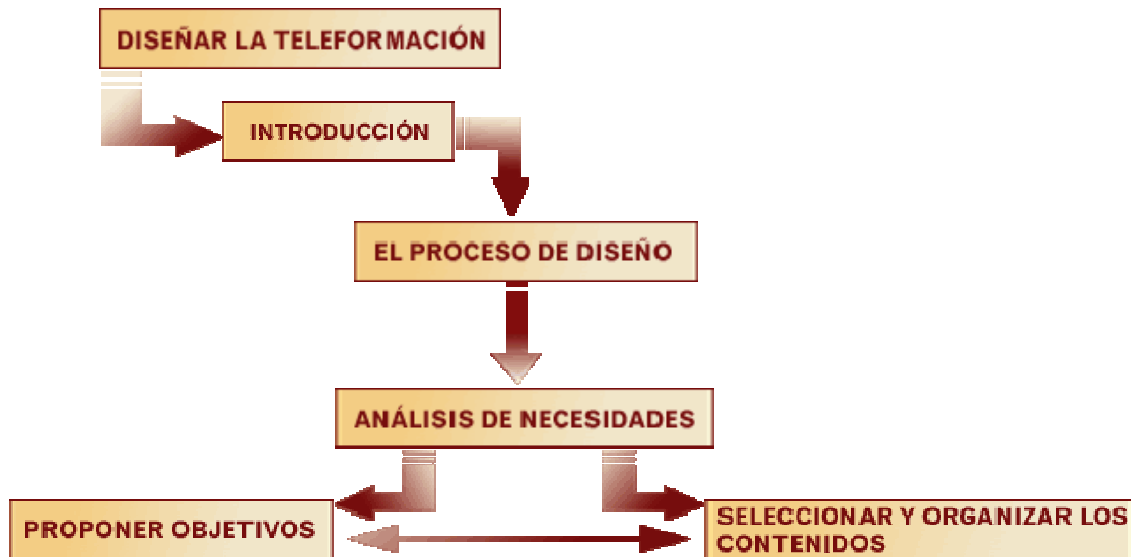 DISEÑAR LA TELEFORMACIÓN
INTRODUCCIÓN
EL PROCESO DE DISEÑO
ANÁLISIS DE NECESIDADES
PROPONER OBJETIVOS
SELECCIONAR Y ORGANIZAR LOS
CONTENIDOS